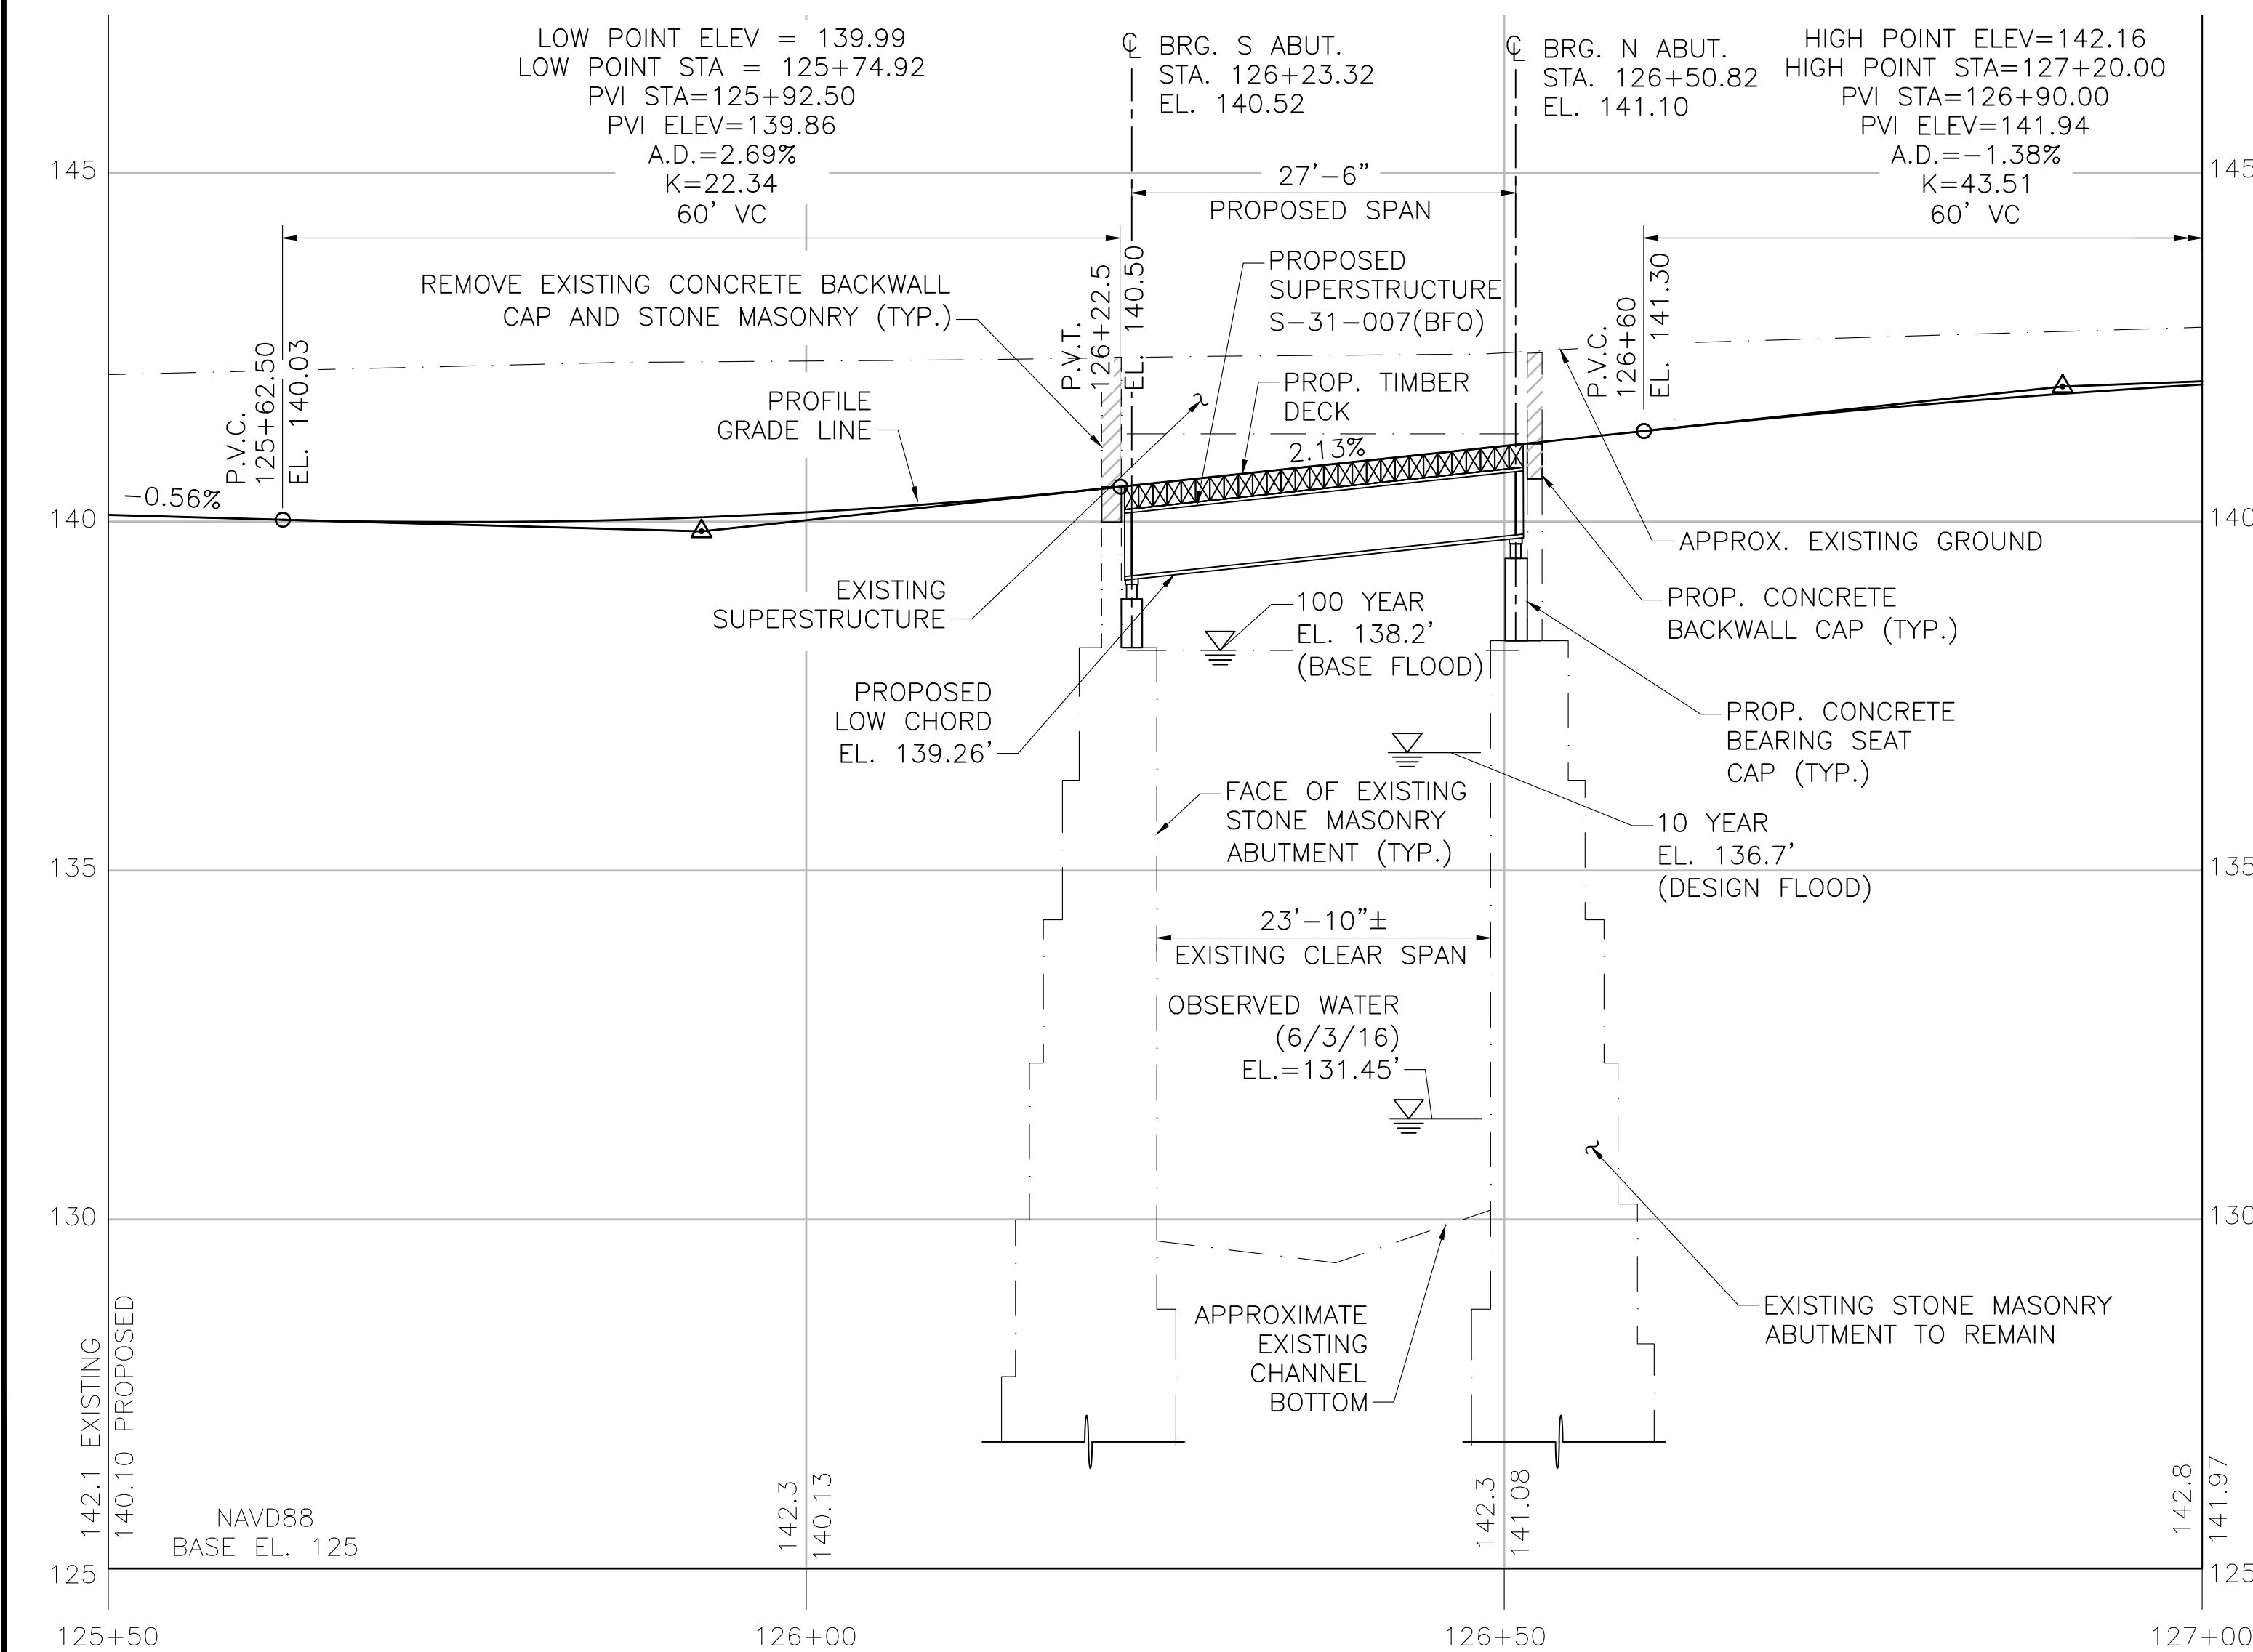 LOW POINT ELEV = 139.99
LOW POINT STA = 125+74.92
PVI STA=125+92.50
PVI ELEV=139.86
A.D.=2.69%
K=22.34
60' VC
℄ BRG. S ABUT.
STA. 126+23.32
EL. 140.52
℄ BRG. N ABUT.
STA. 126+50.82
EL. 141.10
HIGH POINT ELEV=142.16
HIGH POINT STA=127+20.00
PVI STA=126+90.00
PVI ELEV=141.94
A.D.=-1.38%
K=43.51
60' VC
145
145
27'-6"
PROPOSED SPAN
REMOVE EXISTING CONCRETE BACKWALL
CAP AND STONE MASONRY (TYP.)
P.V.T.
126+22.5
EL. 140.50
PROPOSED
SUPERSTRUCTURE
S-31-007(BFO)
P.V.C.
126+60
EL. 141.30
P.V.C.
125+62.50
EL. 140.03
PROFILE
GRADE LINE
PROP. TIMBER
DECK
2.13%
-0.56%
140
140
APPROX. EXISTING GROUND
EXISTING
SUPERSTRUCTURE
100 YEAR
EL. 138.2'
(BASE FLOOD)
PROP. CONCRETE
BACKWALL CAP (TYP.)
PROPOSED
LOW CHORD
EL. 139.26'
PROP. CONCRETE
BEARING SEAT
CAP (TYP.)
FACE OF EXISTING
STONE MASONRY
ABUTMENT (TYP.)
10 YEAR
EL. 136.7'
(DESIGN FLOOD)
135
135
23'-10"±
EXISTING CLEAR SPAN
OBSERVED WATER
(6/3/16)
EL.=131.45'
130
130
APPROXIMATE
EXISTING
CHANNEL
BOTTOM
EXISTING STONE MASONRY
ABUTMENT TO REMAIN
142.1 EXISTING
140.10 PROPOSED
142.3
140.13
142.3
141.08
142.8
141.97
NAVD88
BASE EL. 125
125
125
125+50
126+00
126+50
127+00